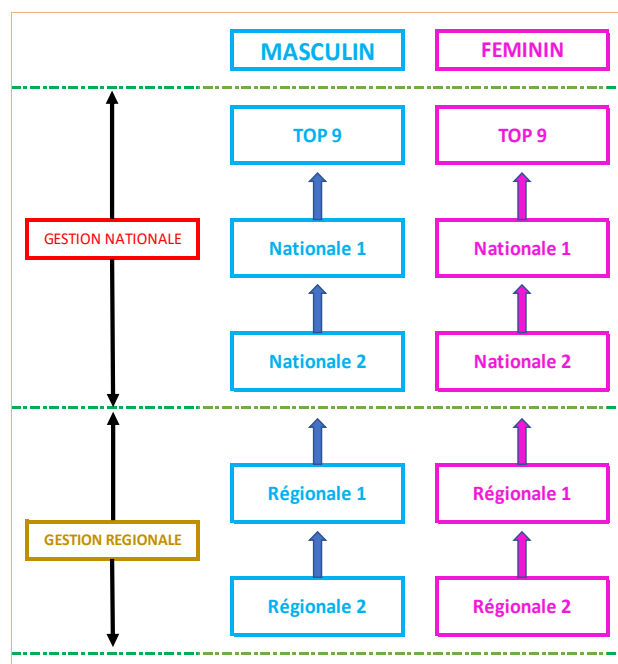 MASCULIN
FEMININ
TOP 9
TOP 9
GESTION NATIONALE
Nationale 1
Nationale 1
Nationale 2
Nationale 2
Régionale 1
Régionale 1
GESTION REGIONALE
Régionale 2
Régionale 2